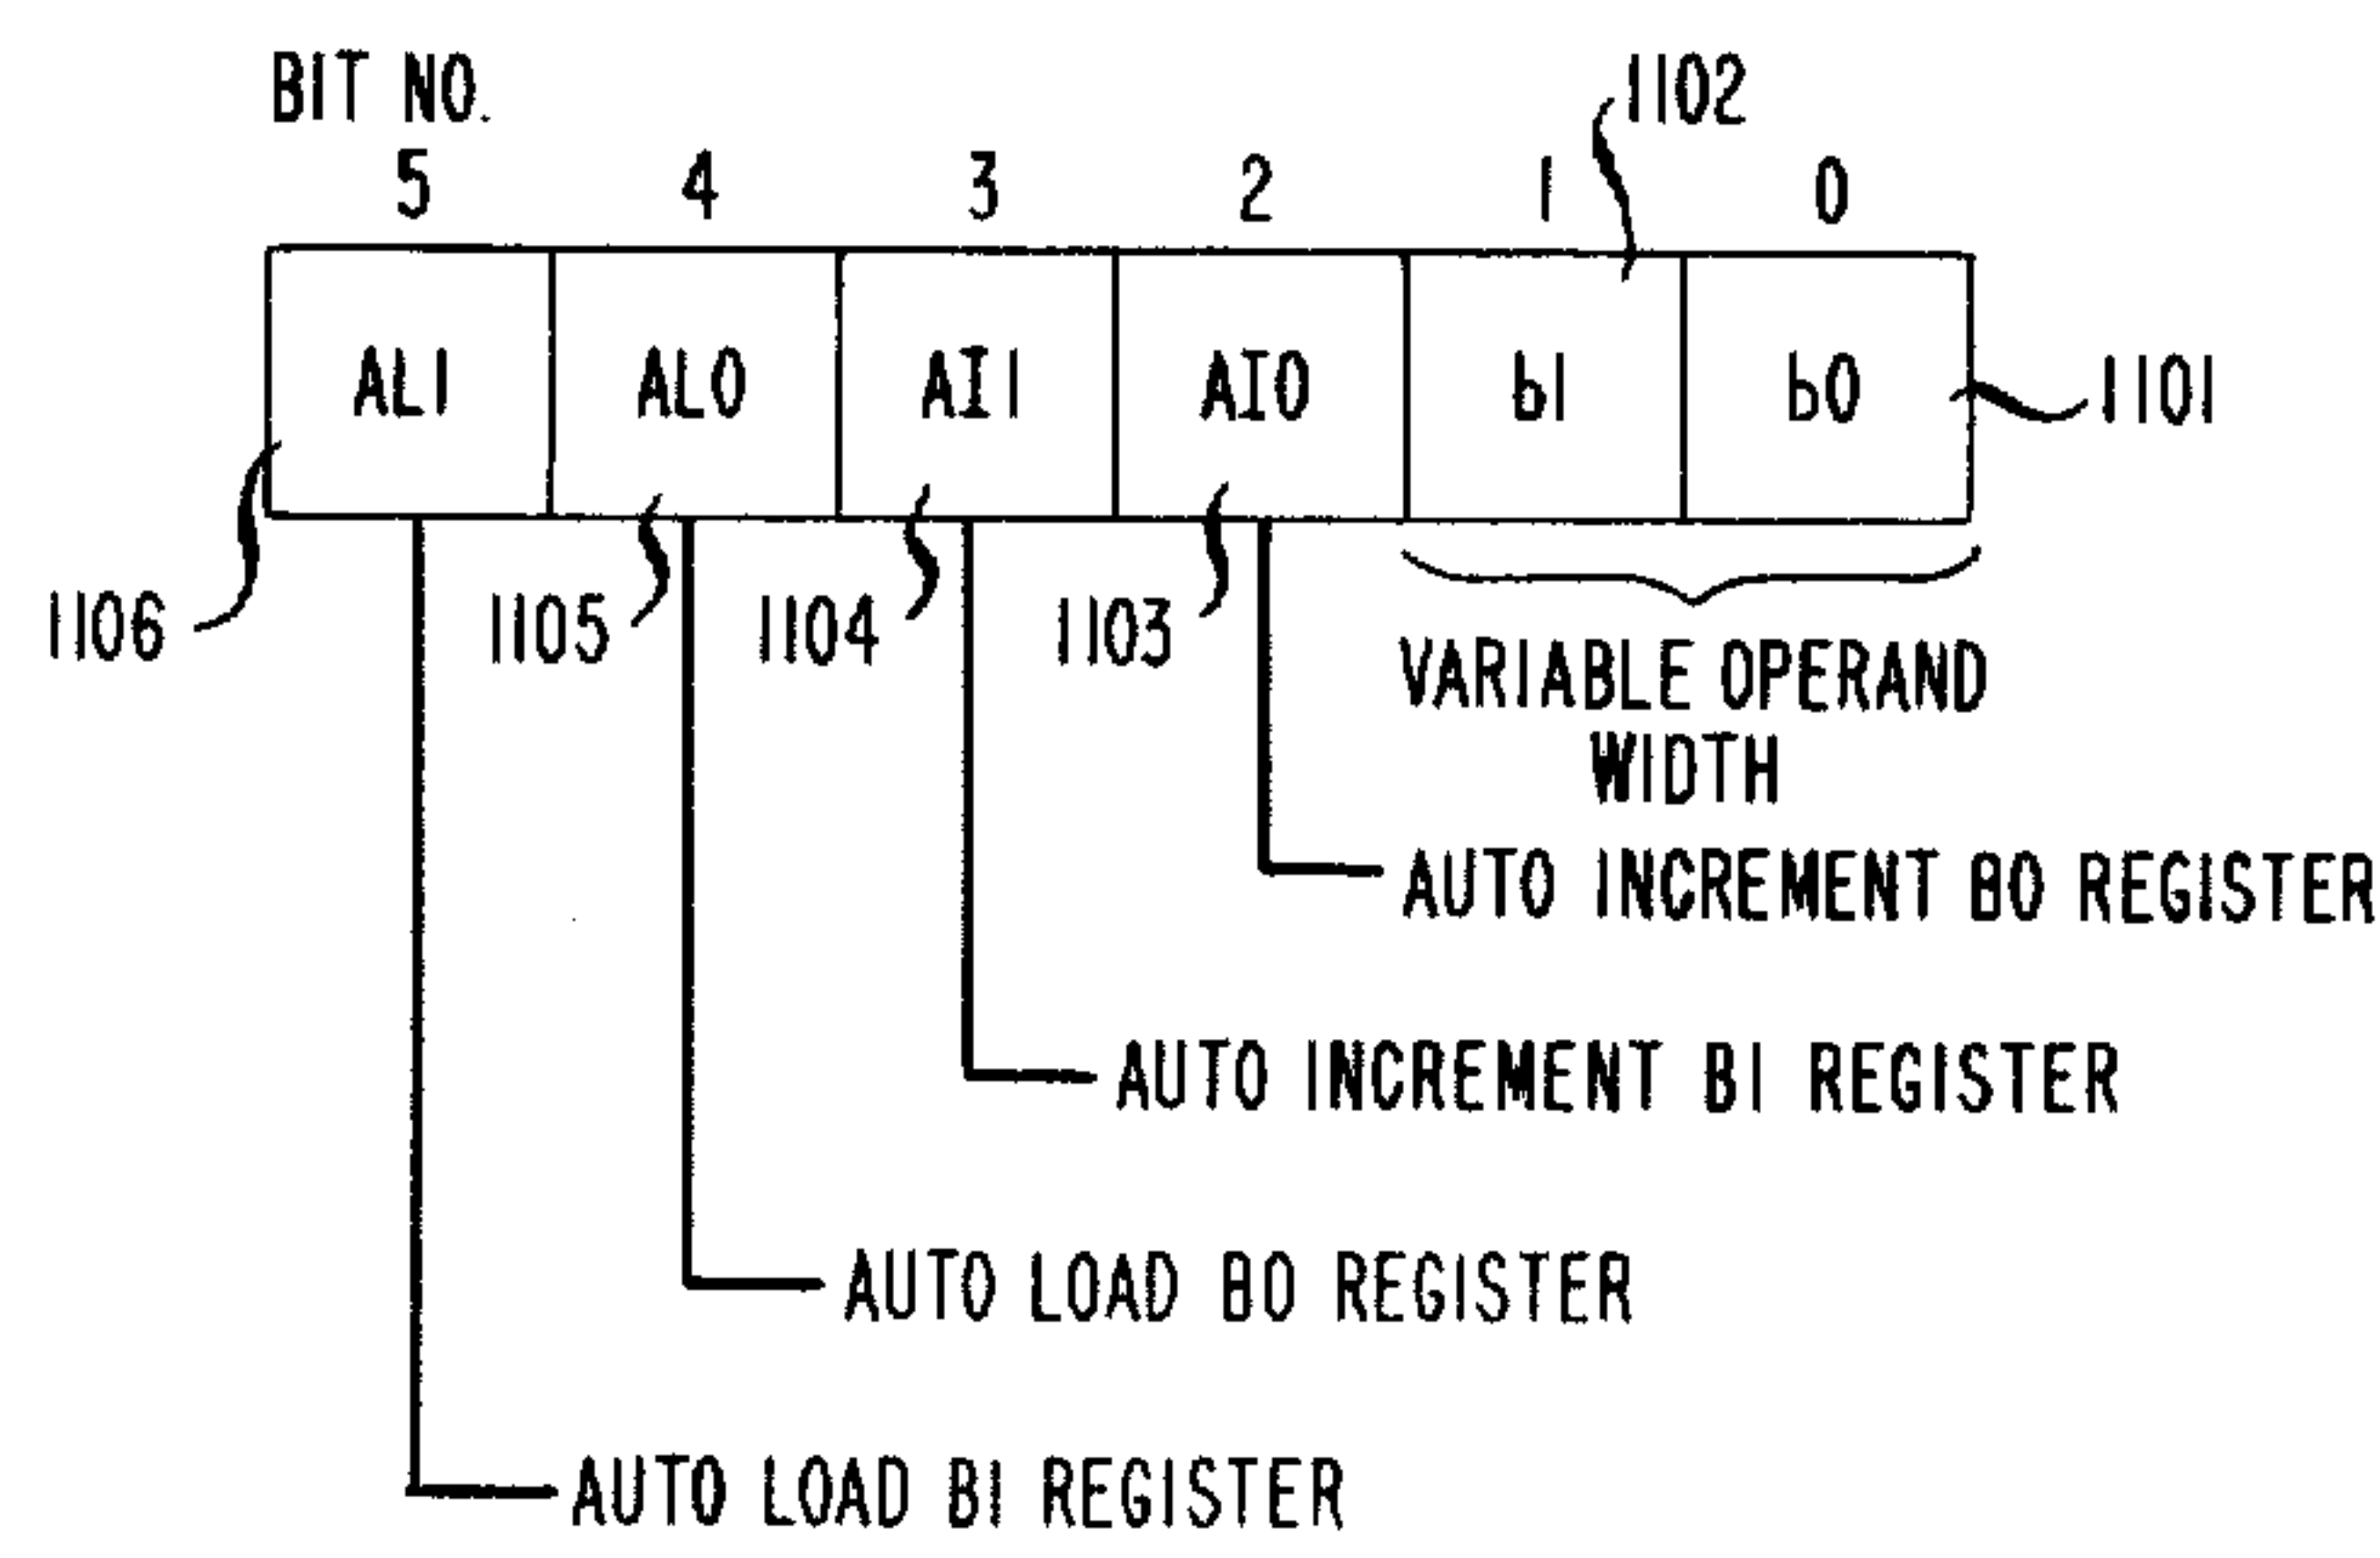 BIT NO.
1102
5 4 3 2 1 0
AL1 AL0 AI1 AI0 b1 b0
1101
1106 1105 1104 1103
VARIABLE OPERAND
WIDTH
AUTO INCREMENT B0 REGISTER
AUTO INCREMENT B1 REGISTER
AUTO LOAD B0 REGISTER
AUTO LOAD B1 REGISTER